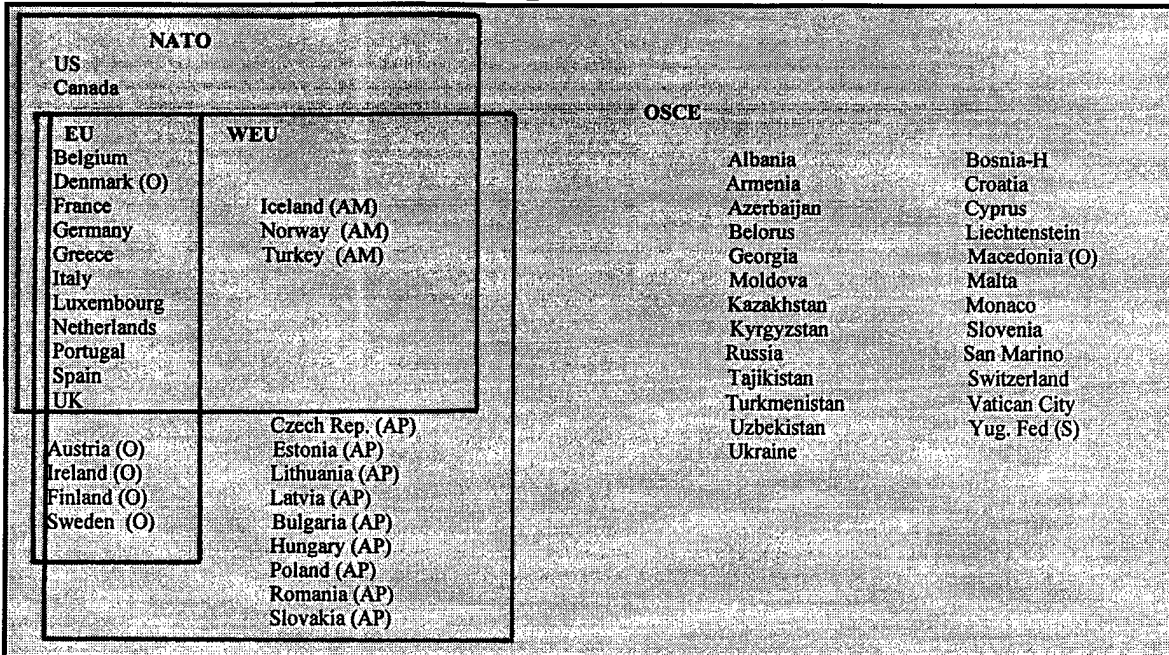 NATO
US
Canada
EU
Belgium
Denmark (O)
France
Germany
Greece
Italy
Luxembourg
Netherlands
Portugal
Spain
UK
Austria (O)
Ireland (O)
Finland (O)
Sweden (O)
WEU
Iceland (AM)
Norway (AM)
Turkey (AM)
Czech Rep. (AP)
Estonia (AP)
Lithuania (AP)
Latvia (AP)
Bulgaria (AP)
Hungary (AP)
Poland (AP)
Romania (AP)
Slovakia (AP)
OSCE
Albania
Armenia
Azerbaijan
Belorus
Georgia
Moldova
Kazakhstan
Kyrgyzstan
Russia
Tajikistan
Turkmenistan
Uzbekistan
Ukraine
Bosnia-H
Croatia
Cyprus
Liechtenstein
Macedonia (O)
Malta
Monaco
Slovenia
San Marino
Switzerland
Vatican City
Yug. Fed (S)